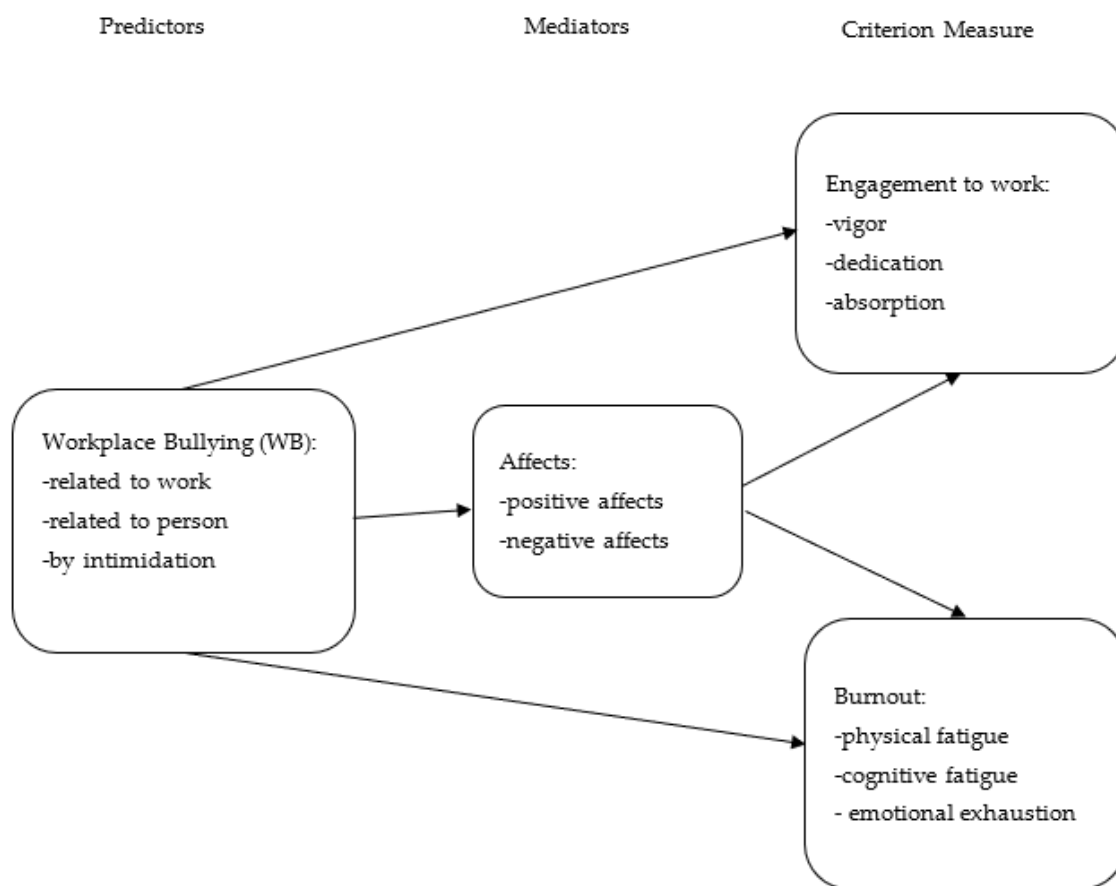 Predictors
Mediators
Criterion Measure
Engagement to work:
-vigor
-dedication
-absorption
Workplace Bullying (WB):
-related to work
-related to person
-by intimidation
Affects:
-positive affects
-negative affects
Burnout:
-physical fatigue
-cognitive fatigue
- emotional exhaustion